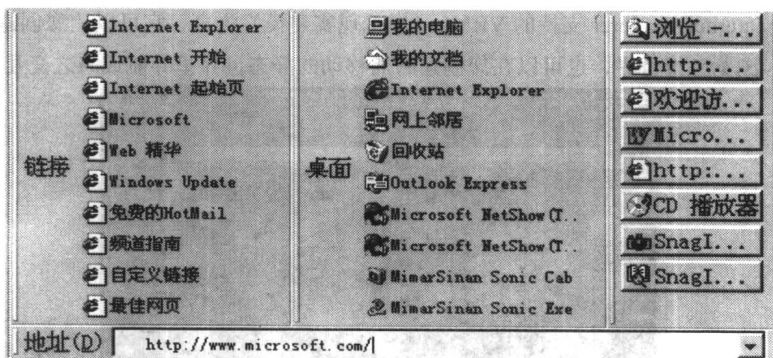 链接
Internet Explorer
Internet 开始
Internet 起始页
Microsoft
Web 精华
Windows Update
免费的HotMail
频道指南
自定义链接
最佳网页
桌面
我的电脑
我的文档
Internet Explorer
网上邻居
回收站
Outlook Express
Microsoft NetShow(T..
Microsoft NetShow(T..
MimarSinan Sonic Cab
MimarSinan Sonic Exe
浏览 -...
http:...
欢迎访...
Micro...
http:...
CD 播放器
SnagI...
SnagI...
地址(D) http://www.microsoft.com/